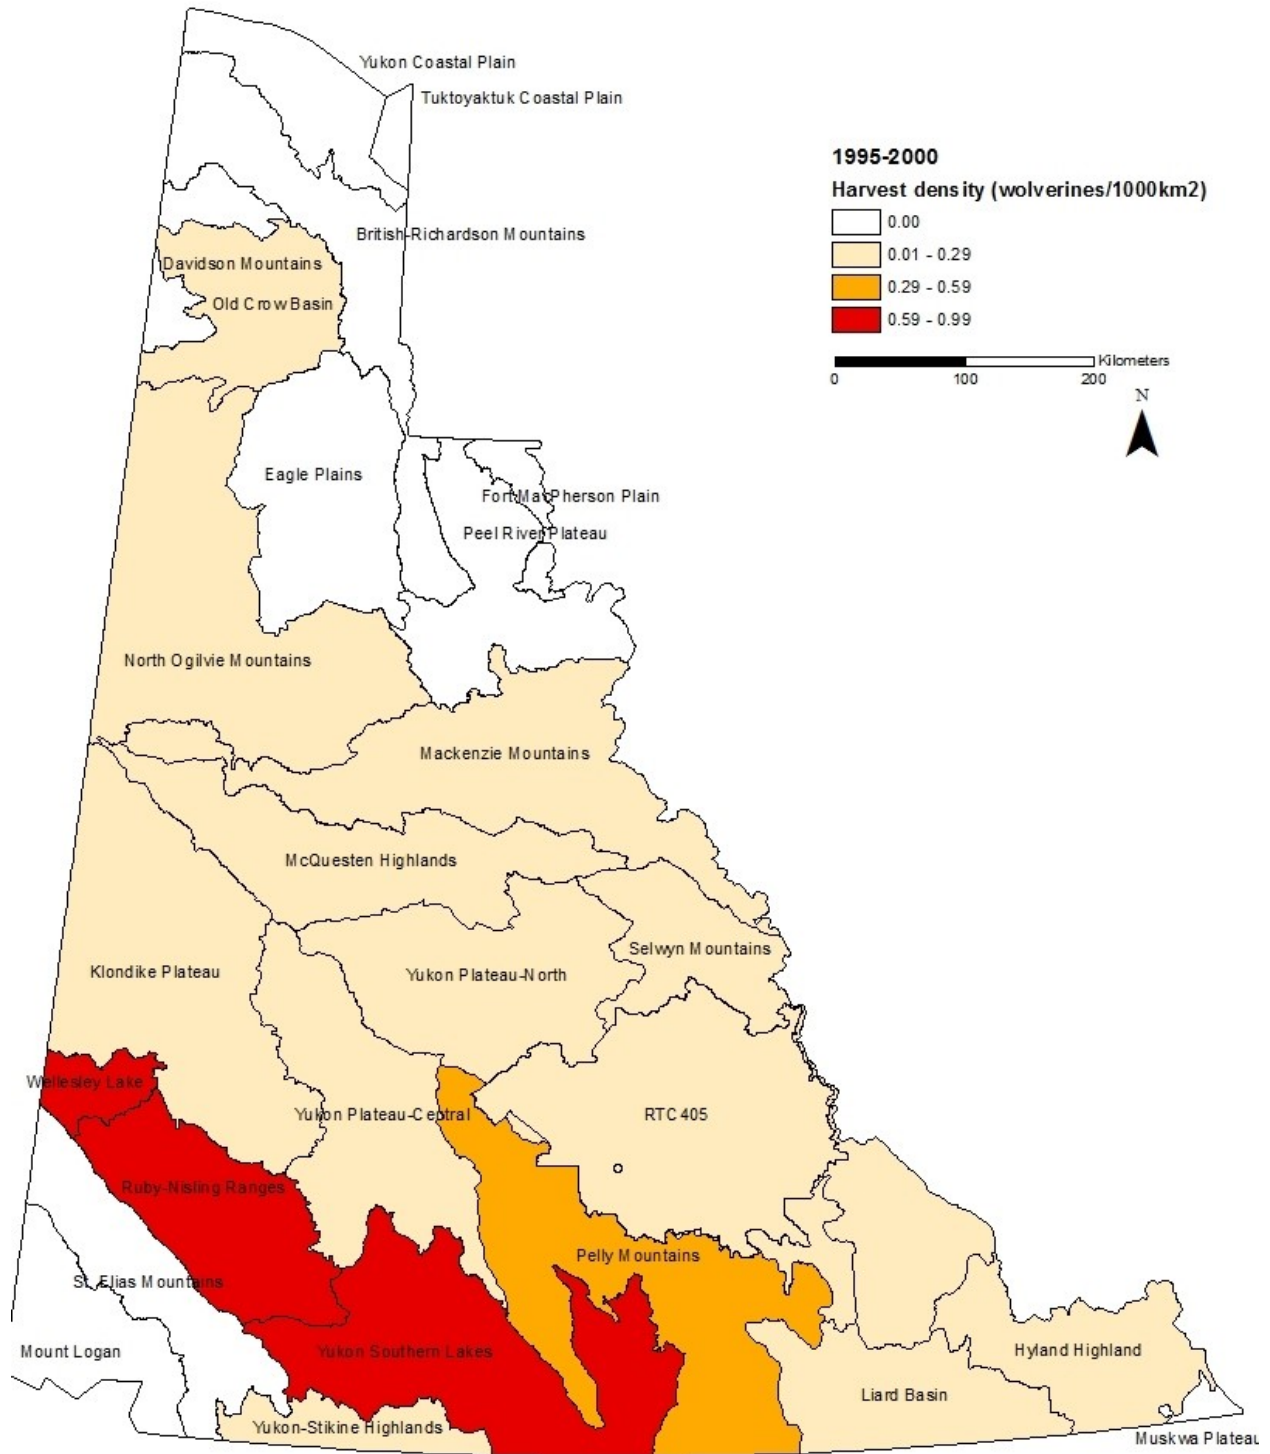 Yukon Coastal Plain
Tuktoyaktuk Coastal Plain
1995-2000
Harvest density (wolverines/1000km2)
0.00
0.01 - 0.29
0.29 - 0.59
0.59 - 0.99
Kilometers
0 100 200
N
British-Richardson Mountains
Davidson Mountains
Old Crow Basin
Eagle Plains
Fort MacPherson Plain
Peel River Plateau
North Ogilvie Mountains
Mackenzie Mountains
McQuesten Highlands
Selwyn Mountains
Klondike Plateau
Yukon Plateau-North
Wellesley Lake
Yukon Plateau-Central
RTC 405
Ruby-Nisling Ranges
Pelly Mountains
St. Elias Mountains
Mount Logan
Yukon Southern Lakes
Hyland Highland
Liard Basin
Yukon-Stikine Highlands
Muskwa Plateau